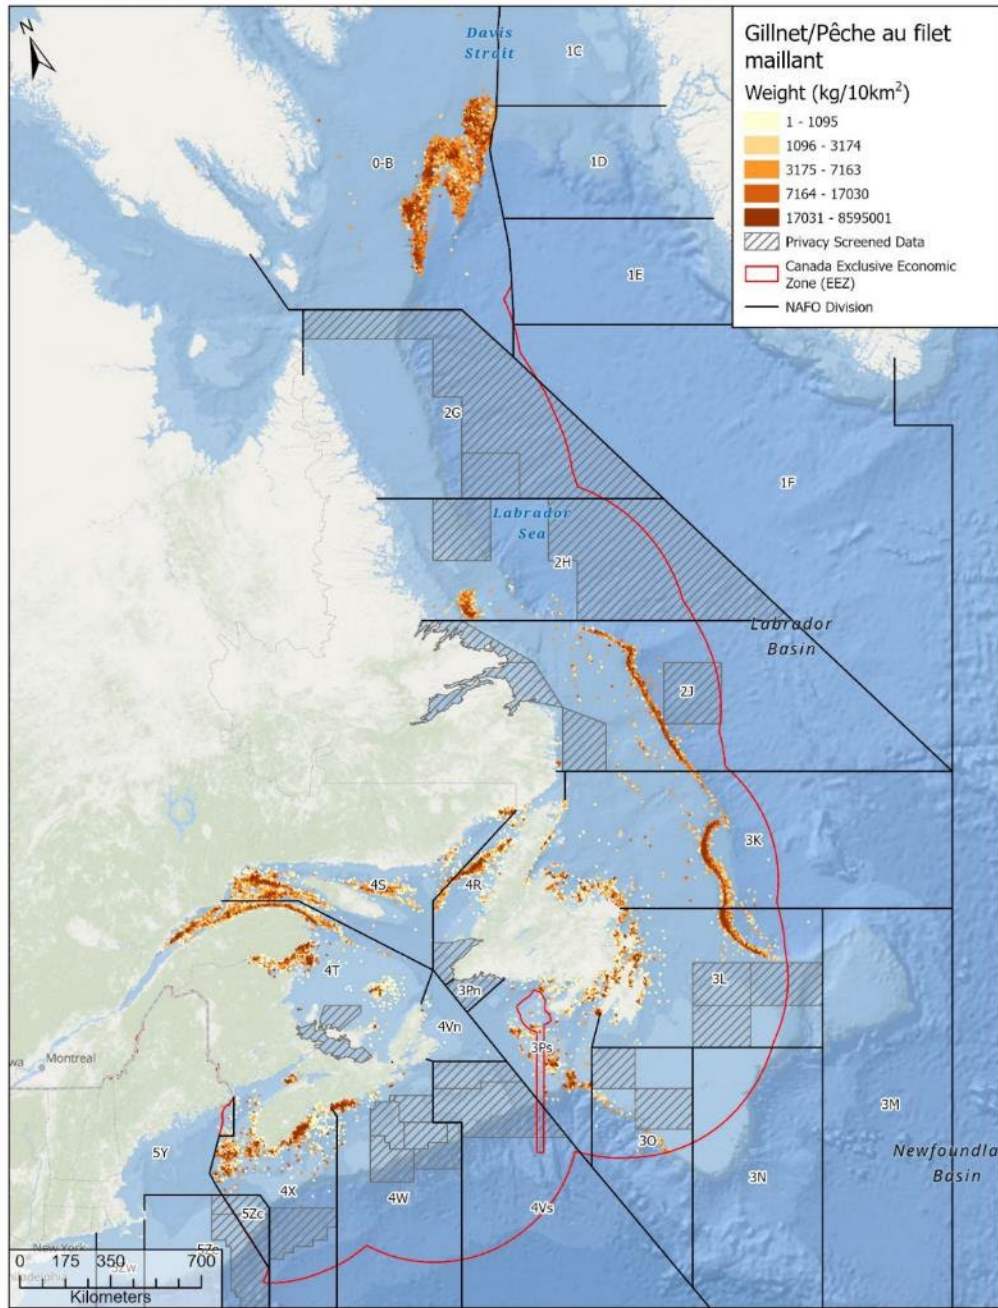 N
Davis
Strait
1C
Gillnet/Pêche au filet
maillant
Weight (kg/10km²)
1 - 1095
1096 - 3174
3175 - 7163
7164 - 17030
17031 - 8595001
Privacy Screened Data
Canada Exclusive Economic
Zone (EEZ)
NAFO Division
0-B
1D
1E
2G
1F
Labrador
Sea
2H
Labrador
Basin
2J
3K
4S
4R
4T
3L
3Pn
4Vn
3Ps
wa
Montreal
3M
5Y
3O
Newfoundla
Basin
3N
4X
4W
4Vs
5Zc
5Ze
New York
0 175 350 700
5Zw
Kilometers